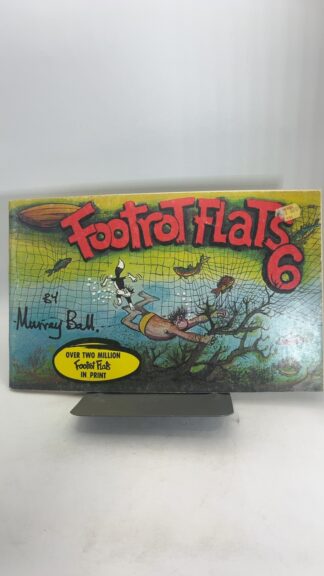 Footrot Flats
6
BY
Murray Ball.
OVER TWO MILLION
Footrot Flats
IN PRINT